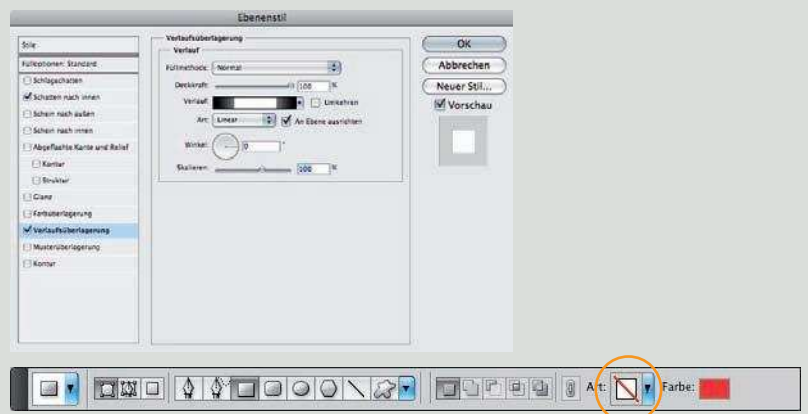 Ebenenstil
Stile
Fülloptionen: Standard
Schlagschatten
Schatten nach innen
Schein nach außen
Schein nach innen
Abgeflachte Kante und Relief
Kontur
Struktur
Glanz
Farbüberlagerung
Verlaufsüberlagerung
Musterüberlagerung
Kontur
Verlaufsüberlagerung
Verlauf
Füllmethode: Normal
Deckkraft: 100 %
Verlauf: Umkehren
Art: Linear An Ebene ausrichten
Winkel: 0 °
Skalieren: 100 %
OK
Abbrechen
Neuer Stil...
Vorschau
Art: Farbe: